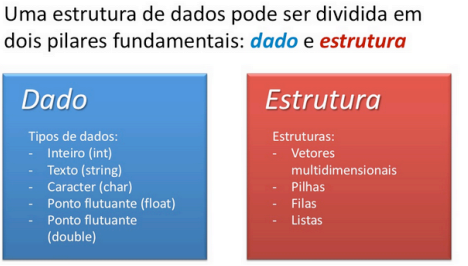 Uma estrutura de dados pode ser dividida em
dois pilares fundamentais: dado e estrutura
Dado
Tipos de dados:
- Inteiro (int)
- Texto (string)
- Caracter (char)
- Ponto flutuante (float)
- Ponto flutuante
(double)
Estrutura
Estruturas:
- Vetores
multidimensionais
- Pilhas
- Filas
- Listas